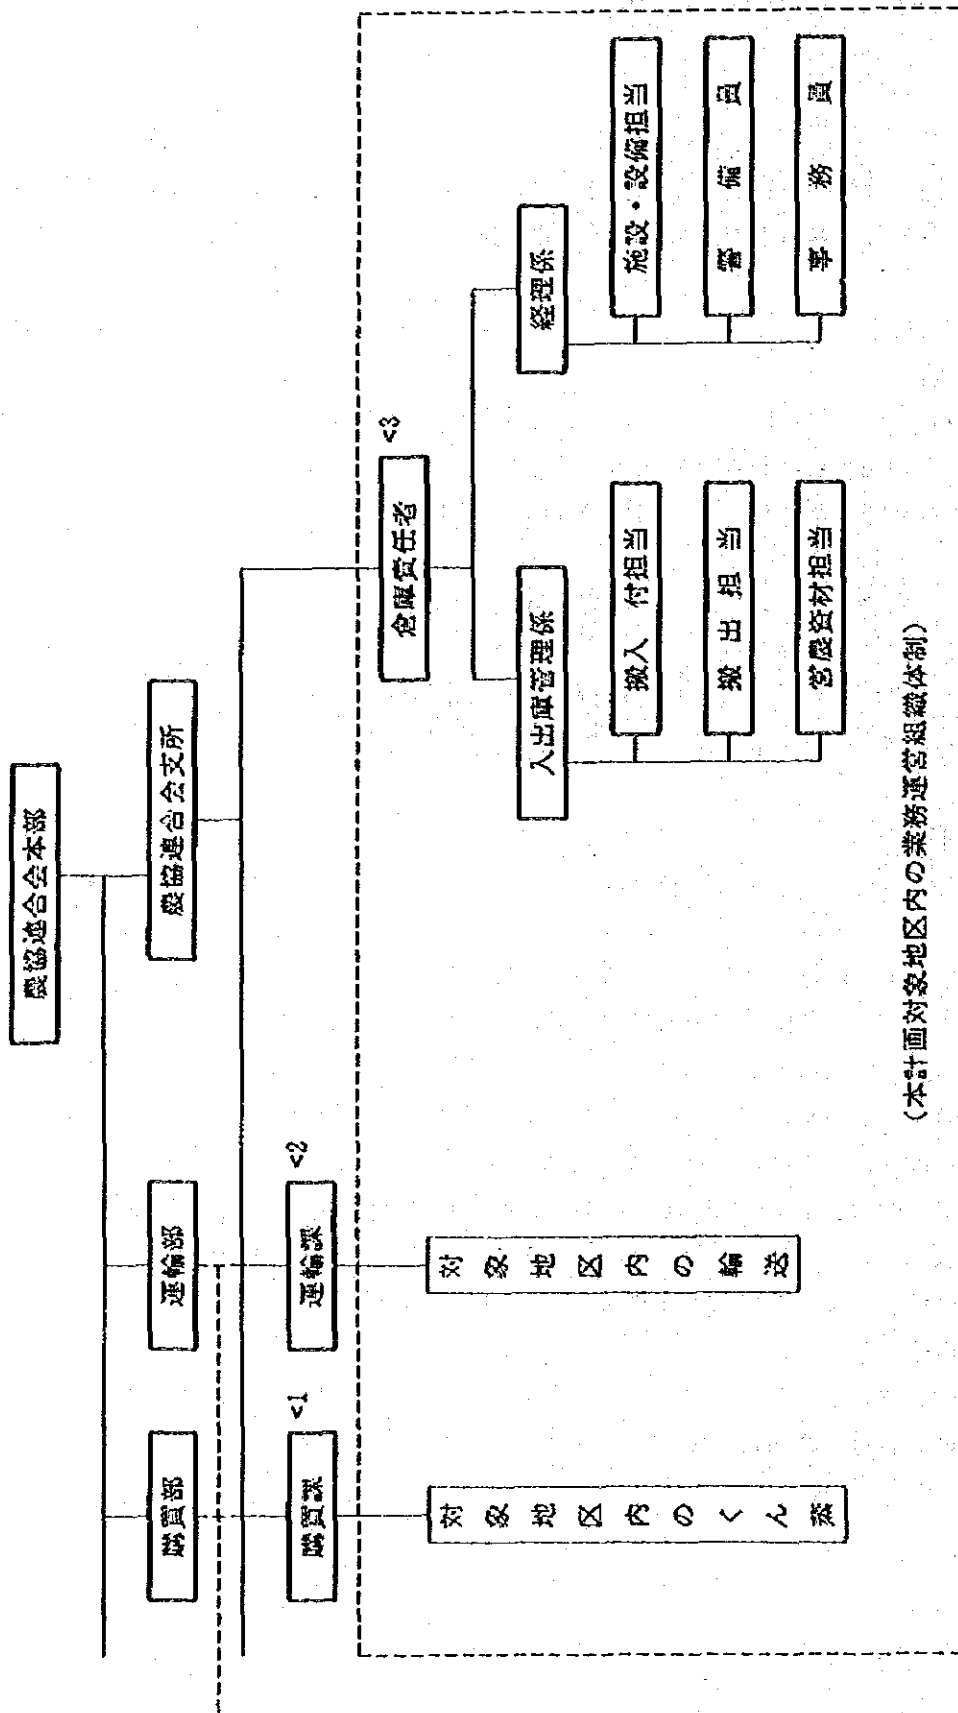 農協連合会本部
購買部
運輸部
農協連合会支所
購買課
<1
運輸課
<2
倉庫責任者
<3
対象地区内のくん蒸
対象地区内の輸送
入出庫管理係
経理係
搬入 付担当
搬出担当
営農資材担当
施設・設備担当
警備員
事務員
(本計画対象地区内の業務運営組織体制)